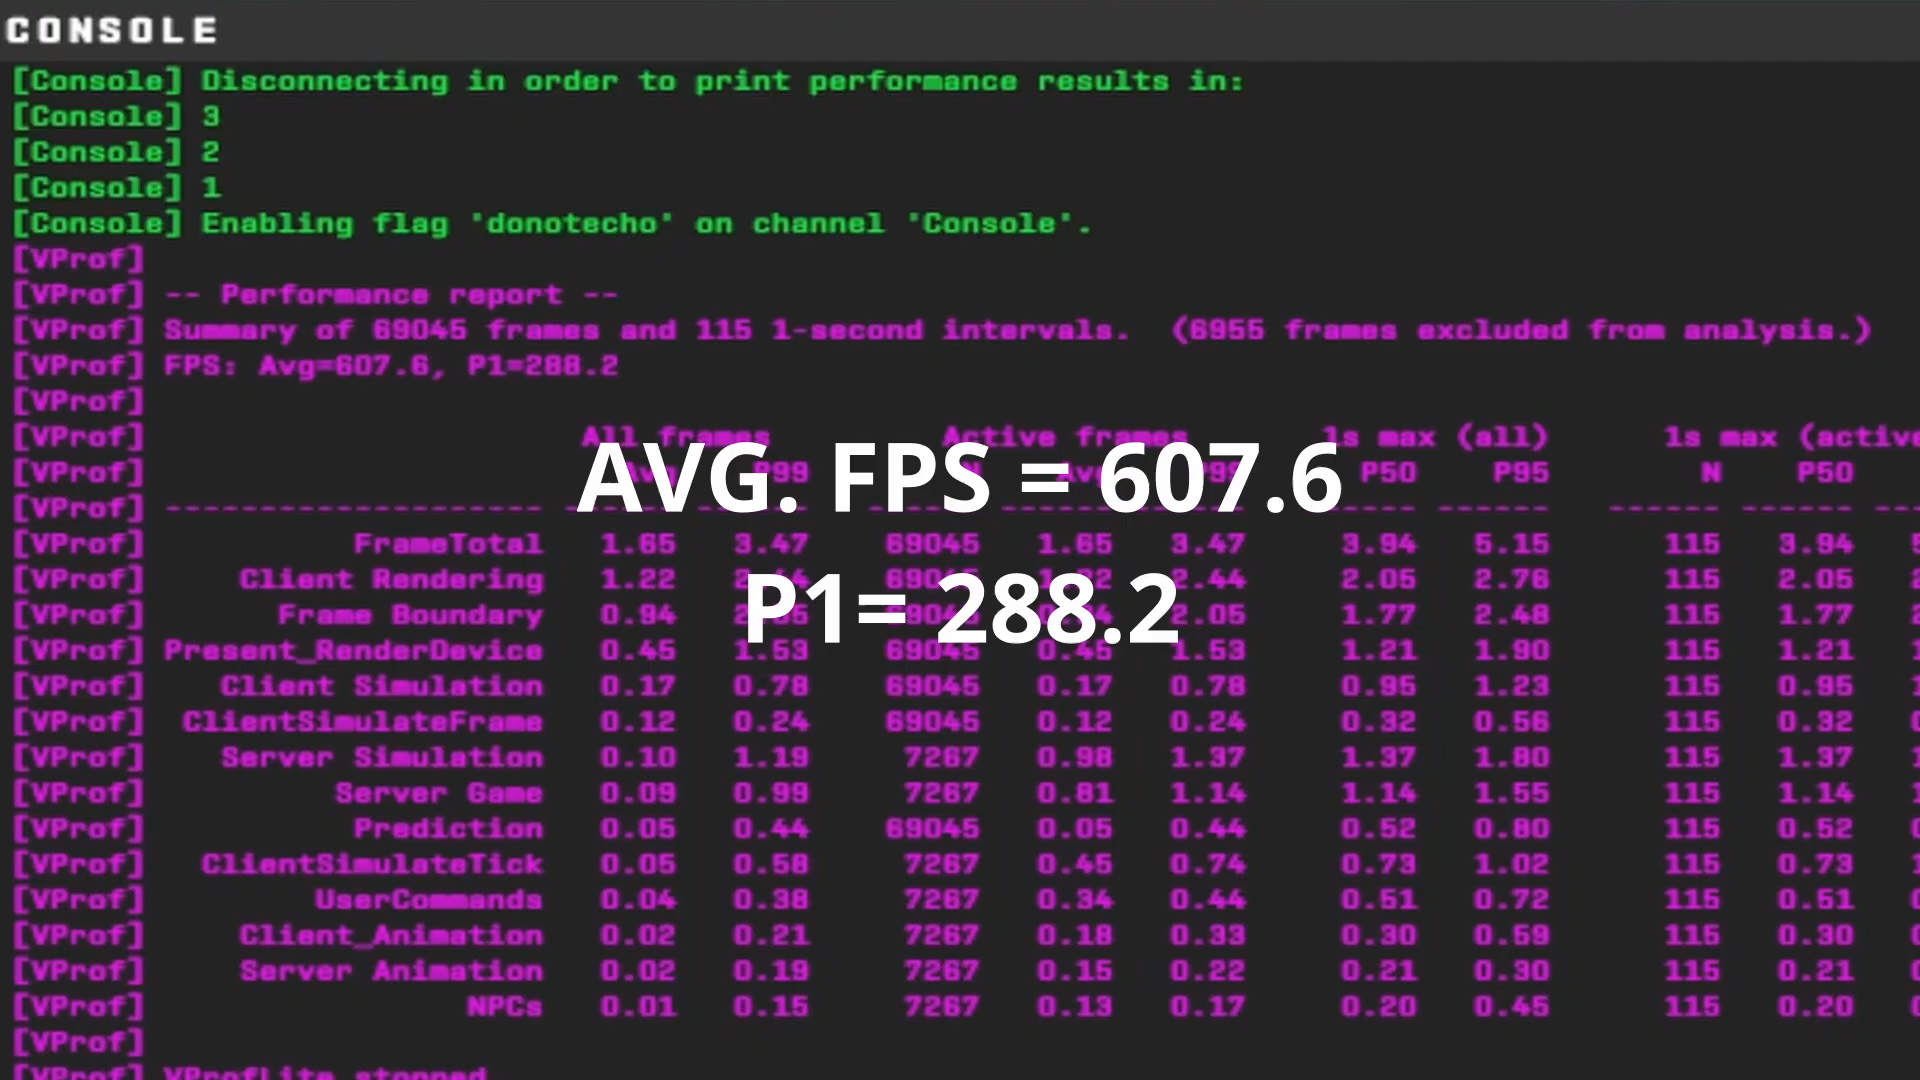 CONSOLE
[Console] Disconnecting in order to print performance results in:
[Console] 3
[Console] 2
[Console] 1
[Console] Enabling flag 'donotecho' on channel 'Console'.
[VProf]
[VProf] -- Performance report --
[VProf] Summary of 69045 frames and 115 1-second intervals. (6955 frames excluded from analysis.)
[VProf] FPS: Avg=607.6, P1=288.2
[VProf]
[VProf] All frames Active frames 1s max (all) 1s max (active
[VProf] Avg P99 N Avg P99 P50 P95 N P50
AVG. FPS = 607.6
[VProf] -------------------- ------ ------ ------ ------ ------ ------ ------ ------ ------
[VProf] FrameTotal 1.65 3.47 69045 1.65 3.47 3.94 5.15 115 3.94
[VProf] Client Rendering 1.22 2.44 69045 1.22 2.44 2.05 2.76 115 2.05
P1= 288.2
[VProf] Frame Boundary 0.94 69045 2.05 1.77 2.48 115 1.77
[VProf] Present_RenderDevice 0.45 1.53 69045 0.45 1.53 1.21 1.90 115 1.21
[VProf] Client Simulation 0.17 0.78 69045 0.17 0.78 0.95 1.23 115 0.95
[VProf] ClientSimulateFrame 0.12 0.24 69045 0.12 0.24 0.32 0.56 115 0.32
[VProf] Server Simulation 0.10 1.19 7267 0.98 1.37 1.37 1.80 115 1.37
[VProf] Server Game 0.09 0.99 7267 0.81 1.14 1.14 1.55 115 1.14
[VProf] Prediction 0.05 0.44 69045 0.05 0.44 0.52 0.80 115 0.52
[VProf] ClientSimulateTick 0.05 0.58 7267 0.45 0.74 0.73 1.02 115 0.73
[VProf] UserCommands 0.04 0.38 7267 0.34 0.44 0.51 0.72 115 0.51
[VProf] Client_Animation 0.02 0.21 7267 0.18 0.33 0.30 0.59 115 0.30
[VProf] Server Animation 0.02 0.19 7267 0.15 0.22 0.21 0.30 115 0.21
[VProf] NPCs 0.01 0.15 7267 0.13 0.17 0.20 0.45 115 0.20
[VProf]
[VProf] VProfLite stopped